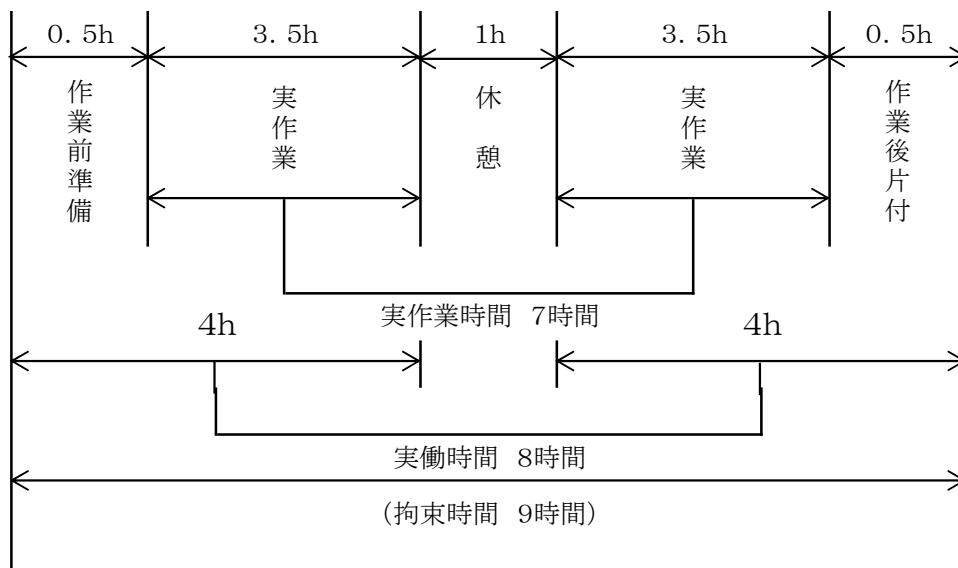 0.5h
3.5h
1h
3.5h
0.5h
作業前準備
実作業
休憩
実作業
作業後片付
実作業時間 7時間
4h
4h
実働時間 8時間
(拘束時間 9時間)